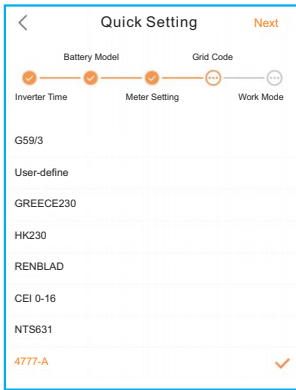 Quick Setting Next
Battery Model Grid Code
Inverter Time Meter Setting Work Mode
G59/3
User-define
GREECE230
HK230
RENBLAD
CEI 0-16
NTS631
4777-A